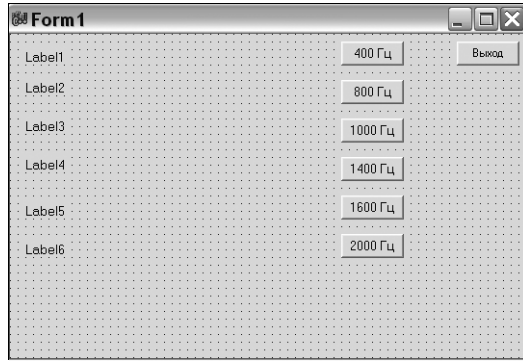 Form1
Label1 400 Гц Выход
Label2 800 Гц
Label3 1000 Гц
Label4 1400 Гц
Label5 1600 Гц
Label6 2000 Гц